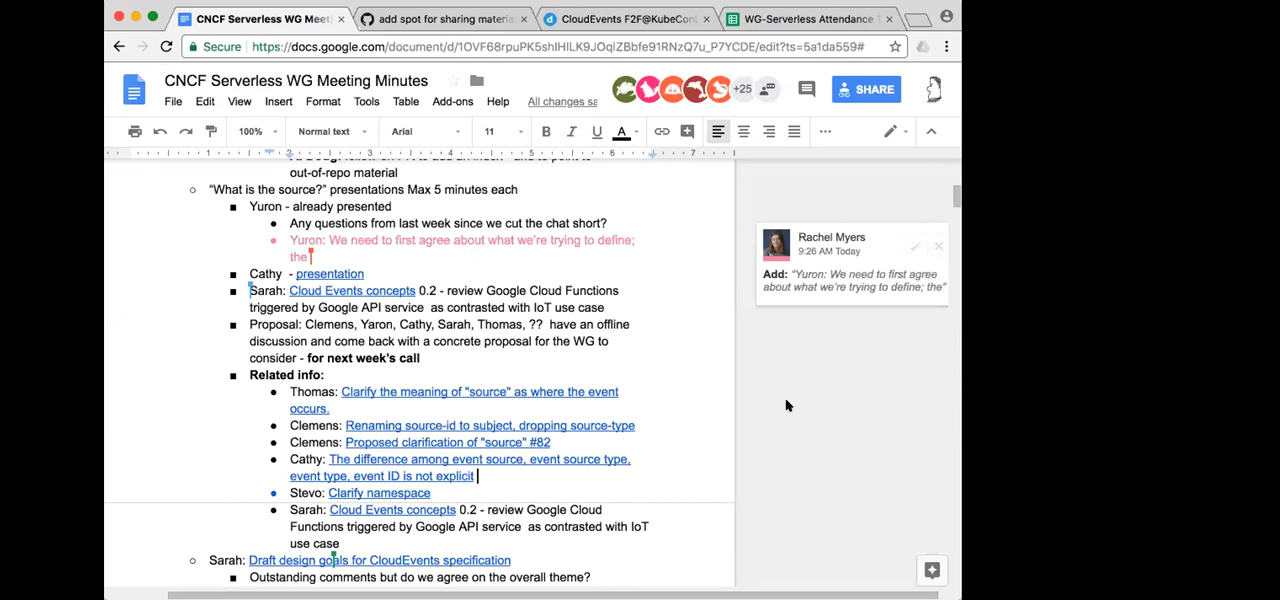 CNCF Serverless WG Meet
add spot for sharing materia
CloudEvents F2F@KubeCon
WG-Serverless Attendance
Secure
https://docs.google.com/document/d/1OVF68rpuPK5shIHILK9JOqlZBbfe91RNzQ7u_P7YCDE/edit?ts=5a1da559#
CNCF Serverless WG Meeting Minutes
+25
SHARE
File Edit View Insert Format Tools Table Add-ons Help All changes sa
100% Normal text Arial 11 B I U A
1 2 3 4 5 6 7
out-of-repo material
○ “What is the source?” presentations Max 5 minutes each
■ Yuron - already presented
● Any questions from last week since we cut the chat short?
● Yuron: We need to first agree about what we’re trying to define;
the
■ Cathy - presentation
■ Sarah: Cloud Events concepts 0.2 - review Google Cloud Functions
triggered by Google API service as contrasted with IoT use case
■ Proposal: Clemens, Yaron, Cathy, Sarah, Thomas, ?? have an offline
discussion and come back with a concrete proposal for the WG to
consider - for next week’s call
■ Related info:
● Thomas: Clarify the meaning of "source" as where the event
occurs.
● Clemens: Renaming source-id to subject, dropping source-type
● Clemens: Proposed clarification of "source" #82
● Cathy: The difference among event source, event source type,
event type, event ID is not explicit
● Stevo: Clarify namespace
● Sarah: Cloud Events concepts 0.2 - review Google Cloud
Functions triggered by Google API service as contrasted with IoT
use case
○ Sarah: Draft design goals for CloudEvents specification
■ Outstanding comments but do we agree on the overall theme?
Rachel Myers
9:26 AM Today
Add: “Yuron: We need to first agree
about what we’re trying to define; the”